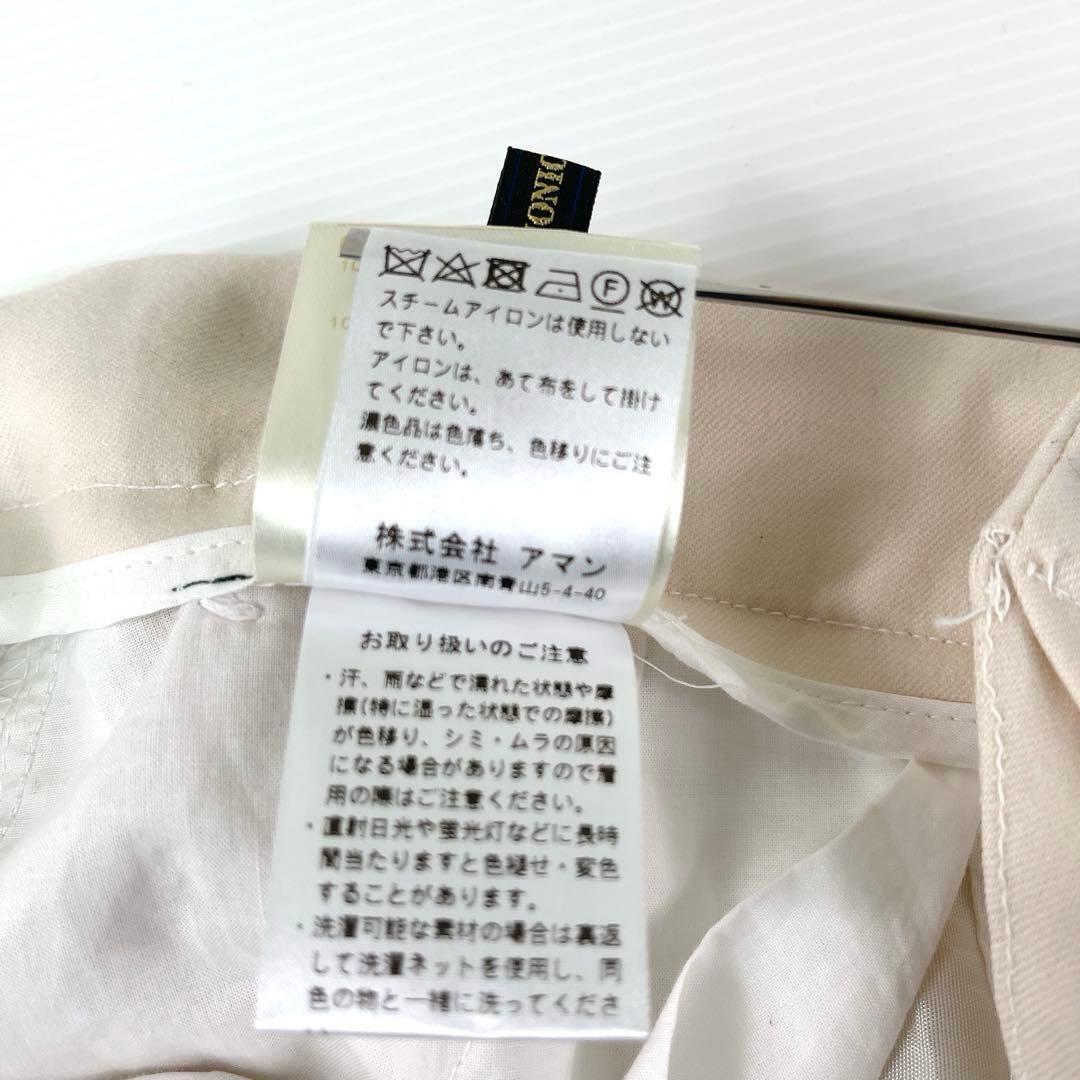 スチームアイロンは使用しない
で下さい。
アイロンは、あて布をして掛け
てください。
濃色品は色落ち、色移りにご注
意ください。
株式会社 アマン
東京都港区南青山5-4-40
お取り扱いのご注意
・汗、雨などで濡れた状態や摩
擦(特に湿った状態での摩擦)
が色移り、シミ・ムラの原因
になる場合がありますので着
用の際はご注意ください。
・直射日光や蛍光灯などに長時
間当たりますと色褪せ・変色
することがあります。
・洗濯可能な素材の場合は裏返
して洗濯ネットを使用し、同
色の物と一種に洗ってくださ
F
W
10